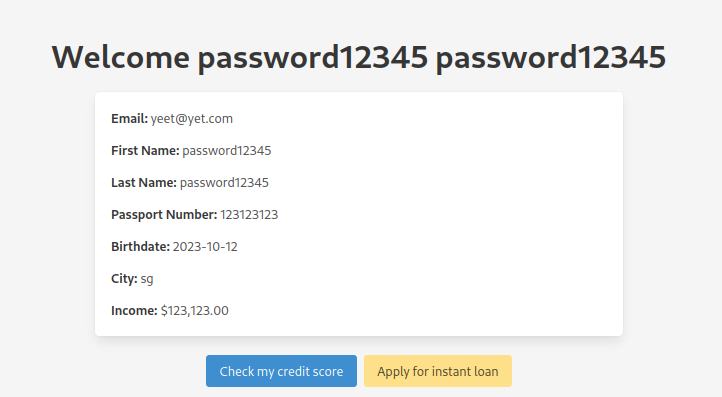 Welcome password12345 password12345
Email: yeet@yet.com
First Name: password12345
Last Name: password12345
Passport Number: 123123123
Birthdate: 2023-10-12
City: sg
Income: $123,123.00
Check my credit score
Apply for instant loan